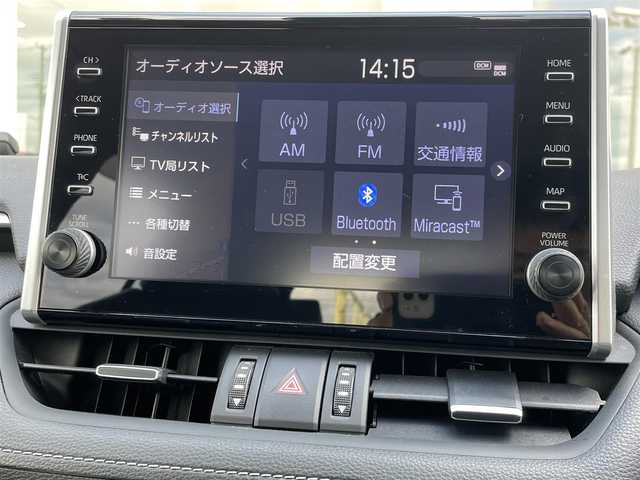 CH >
< TRACK
PHONE
T·C
TUNE
SCROLL
オーディオソース選択
14:15
DCM
DCM
オーディオ選択
チャンネルリスト
TV局リスト
メニュー
各種切替
音設定
AM
FM
交通情報
USB
Bluetooth
Miracast™
配置変更
HOME
MENU
AUDIO
MAP
POWER
VOLUME